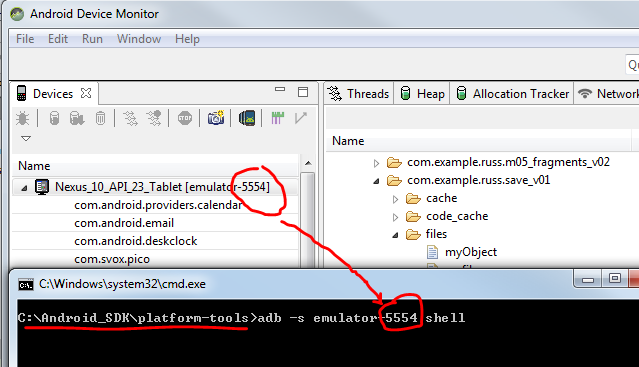 Android Device Monitor
File Edit Run Window Help
Qu
Devices
Threads Heap Allocation Tracker Network
Name
Name
Nexus_10_API_23_Tablet [emulator-5554]
com.android.providers.calendar
com.android.email
com.android.deskclock
com.svox.pico
com.example.russ.m05_fragments_v02
com.example.russ.save_v01
cache
code_cache
files
myObject
C:\Windows\system32\cmd.exe
C:\Android_SDK\platform-tools>adb -s emulator-5554 shell